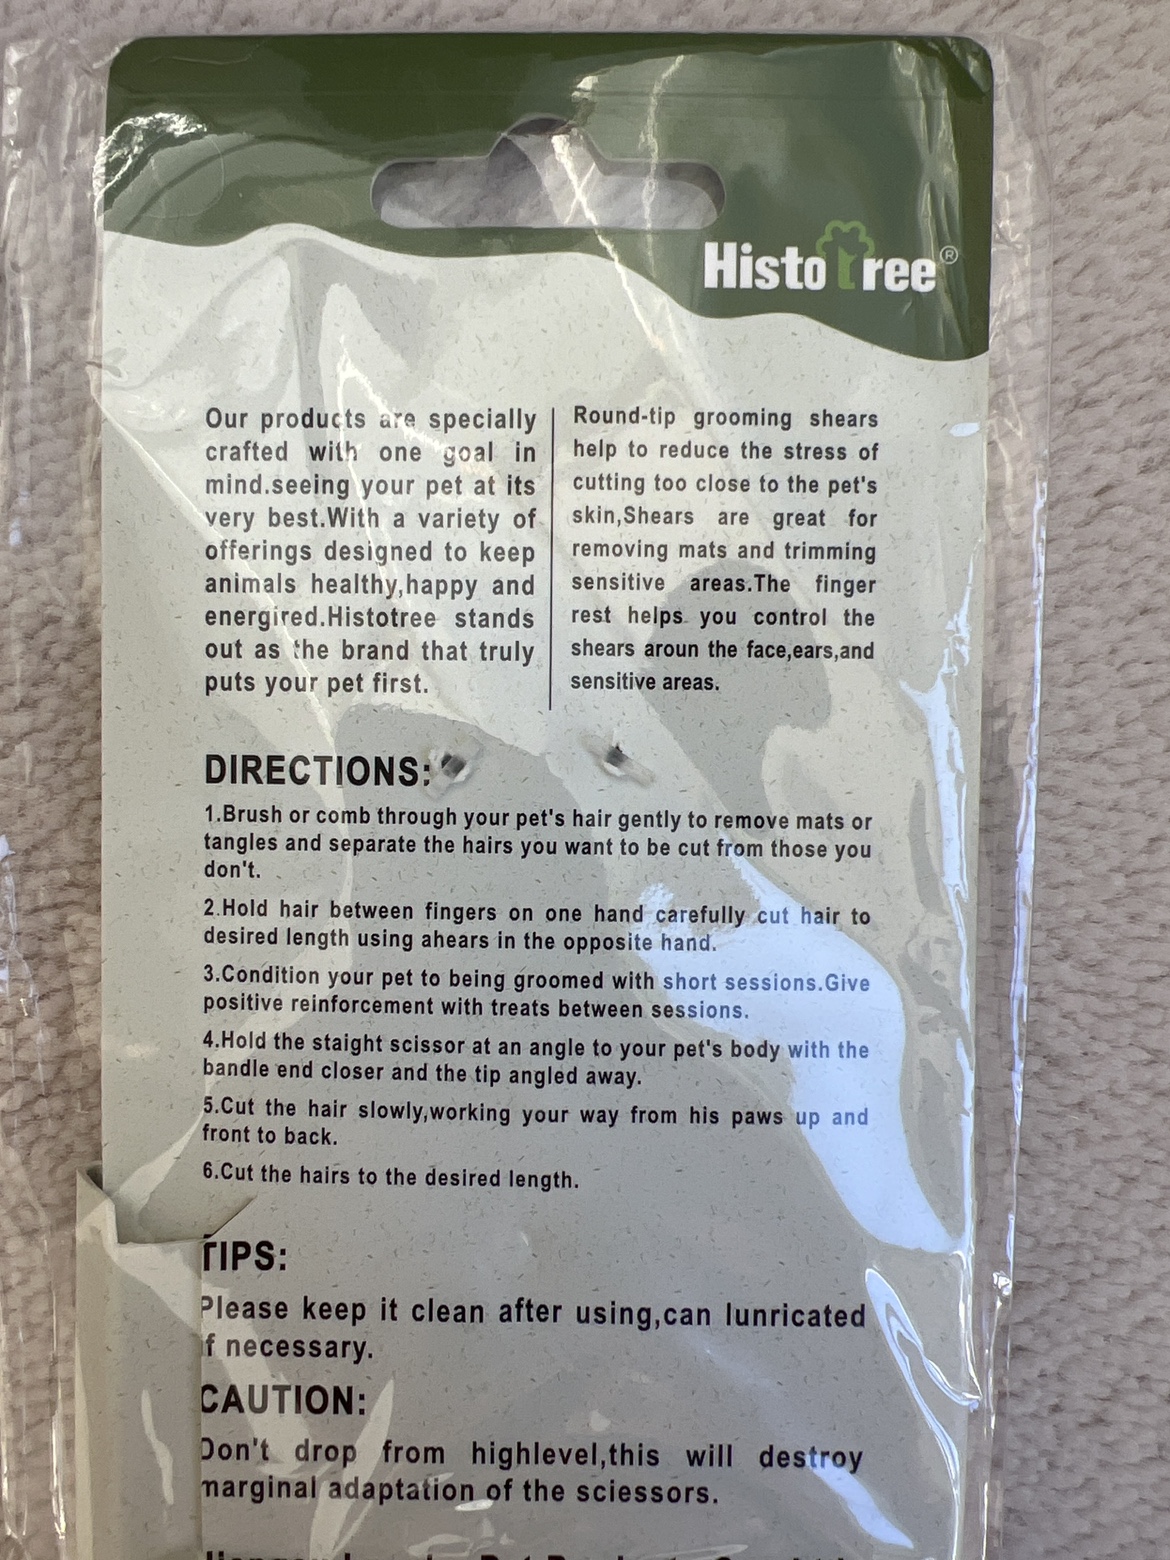 Histotree®
Our products are specially
crafted with one goal in
mind.seeing your pet at its
very best.With a variety of
offerings designed to keep
animals healthy,happy and
energired.Histotree stands
out as the brand that truly
puts your pet first.
Round-tip grooming shears
help to reduce the stress of
cutting too close to the pet's
skin,Shears are great for
removing mats and trimming
sensitive areas.The finger
rest helps you control the
shears aroun the face,ears,and
sensitive areas.
DIRECTIONS:
1.Brush or comb through your pet's hair gently to remove mats or
tangles and separate the hairs you want to be cut from those you
don't.
2.Hold hair between fingers on one hand carefully cut hair to
desired length using ahears in the opposite hand.
3.Condition your pet to being groomed with short sessions.Give
positive reinforcement with treats between sessions.
4.Hold the staight scissor at an angle to your pet's body with the
bandle end closer and the tip angled away.
5.Cut the hair slowly,working your way from his paws up and
front to back.
6.Cut the hairs to the desired length.
TIPS:
Please keep it clean after using,can lunricated
if necessary.
CAUTION:
Don't drop from highlevel,this will destroy
marginal adaptation of the sciessors.